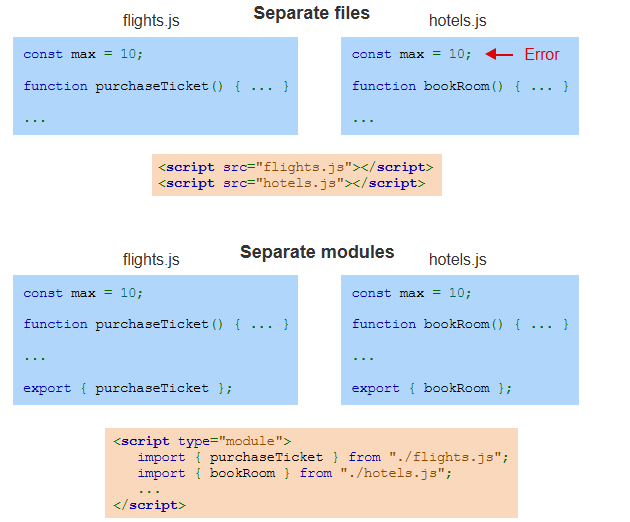 Separate files
flights.js
const max = 10;
function purchaseTicket() { ... }
...
hotels.js
const max = 10;
Error
function bookRoom() { ... }
...
<script src="flights.js"></script>
<script src="hotels.js"></script>
Separate modules
flights.js
const max = 10;
function purchaseTicket() { ... }
...
export { purchaseTicket };
hotels.js
const max = 10;
function bookRoom() { ... }
...
export { bookRoom };
<script type="module">
   import { purchaseTicket } from "./flights.js";
   import { bookRoom } from "./hotels.js";
   ...
</script>